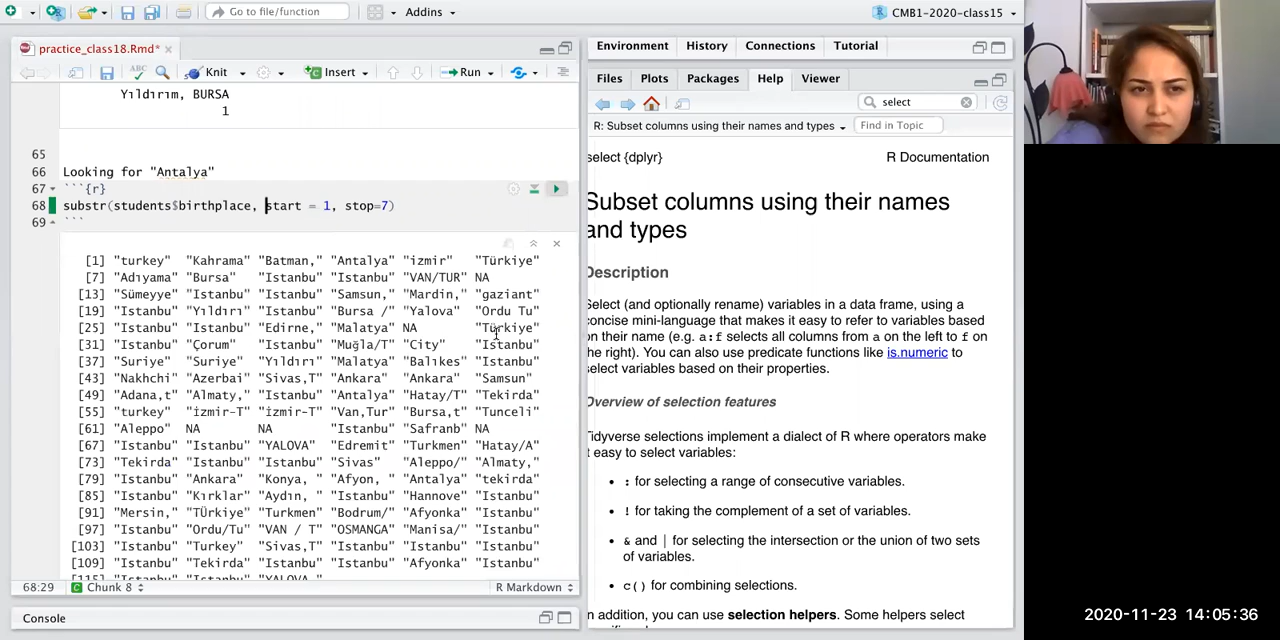 Go to file/function
Addins
CMB1-2020-class15
practice_class18.Rmd*
Knit
Insert
Run
Yıldırım, BURSA
1
65
66 Looking for "Antalya"
67 ```{r}
68 substr(students$birthplace, start = 1, stop=7)
69 ```
[1] "turkey" "Kahrama" "Batman," "Antalya" "izmir" "Türkiye"
[7] "Adıyama" "Bursa" "Istanbu" "Istanbu" "VAN/TUR" NA
[13] "Sümeyye" "Istanbu" "Istanbu" "Samsun," "Mardin," "gaziant"
[19] "Istanbu" "Yıldırı" "Istanbu" "Bursa /" "Yalova" "Ordu Tu"
[25] "Istanbu" "Istanbu" "Edirne," "Malatya" NA "Türkiye"
[31] "Istanbu" "Çorum" "Istanbu" "Muğla/T" "City" "Istanbu"
[37] "Suriye" "Suriye" "Yıldırı" "Malatya" "Balıkes" "Istanbu"
[43] "Nakhchi" "Azerbai" "Sivas,T" "Ankara" "Ankara" "Samsun"
[49] "Adana,t" "Almaty," "Istanbu" "Antalya" "Hatay/T" "Tekirda"
[55] "turkey" "İzmir-T" "İzmir-T" "Van,Tur" "Bursa,t" "Tunceli"
[61] "Aleppo" NA NA "Istanbu" "Safranb" NA
[67] "Istanbu" "Istanbu" "YALOVA" "Edremit" "Turkmen" "Hatay/A"
[73] "Tekirda" "Istanbu" "Istanbu" "Sivas" "Aleppo/" "Almaty,"
[79] "Istanbu" "Ankara" "Konya, " "Afyon, " "Antalya" "tekirda"
[85] "Istanbu" "Kırklar" "Aydın, " "Istanbu" "Hannove" "Istanbu"
[91] "Mersin," "TÜrkiye" "Turkmen" "Bodrum/" "Afyonka" "Istanbu"
[97] "Istanbu" "Ordu/Tu" "VAN / T" "OSMANGA" "Manisa/" "Istanbu"
[103] "Istanbu" "Turkey" "Sivas,T" "Istanbu" "Istanbu" "Istanbu"
[109] "Istanbu" "Tekirda" "Istanbu" "Istanbu" "Afyonka" "Istanbu"
[115] "Istanbu" "Istanbu" "YALOVA "
68:29 Chunk 8 R Markdown
Console
Environment History Connections Tutorial
Files Plots Packages Help Viewer
select
R: Subset columns using their names and types
Find in Topic
select {dplyr} R Documentation
Subset columns using their names
and types
Description
Select (and optionally rename) variables in a data frame, using a
concise mini-language that makes it easy to refer to variables based
on their name (e.g. a:f selects all columns from a on the left to f on
the right). You can also use predicate functions like is.numeric to
select variables based on their properties.
Overview of selection features
Tidyverse selections implement a dialect of R where operators make
it easy to select variables:
• : for selecting a range of consecutive variables.
• ! for taking the complement of a set of variables.
• & and | for selecting the intersection or the union of two sets
of variables.
• c() for combining selections.
In addition, you can use selection helpers. Some helpers select
2020-11-23 14:05:36